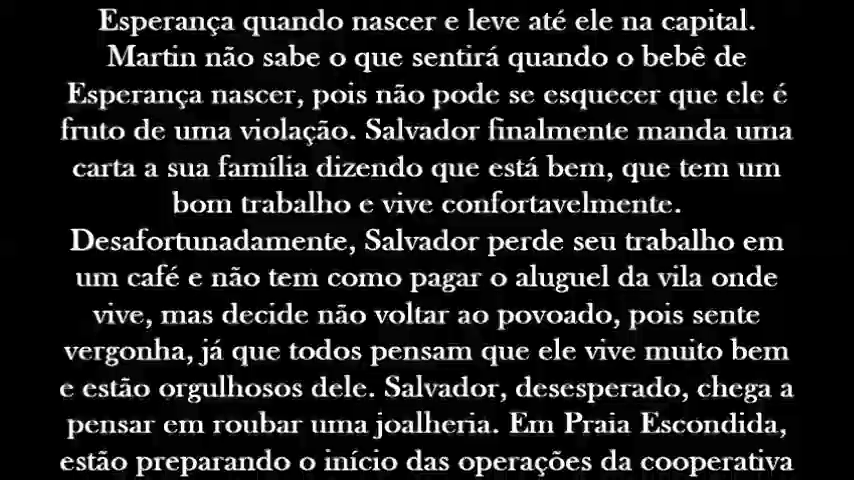 Esperança quando nascer e leve até ele na capital.
Martin não sabe o que sentirá quando o bebê de
Esperança nascer, pois não pode se esquecer que ele é
fruto de uma violação. Salvador finalmente manda uma
carta a sua família dizendo que está bem, que tem um
bom trabalho e vive confortavelmente.
Desafortunadamente, Salvador perde seu trabalho em
um café e não tem como pagar o aluguel da vila onde
vive, mas decide não voltar ao povoado, pois sente
vergonha, já que todos pensam que ele vive muito bem
e estão orgulhosos dele. Salvador, desesperado, chega a
pensar em roubar uma joalheria. Em Praia Escondida,
estão preparando o início das operações da cooperativa